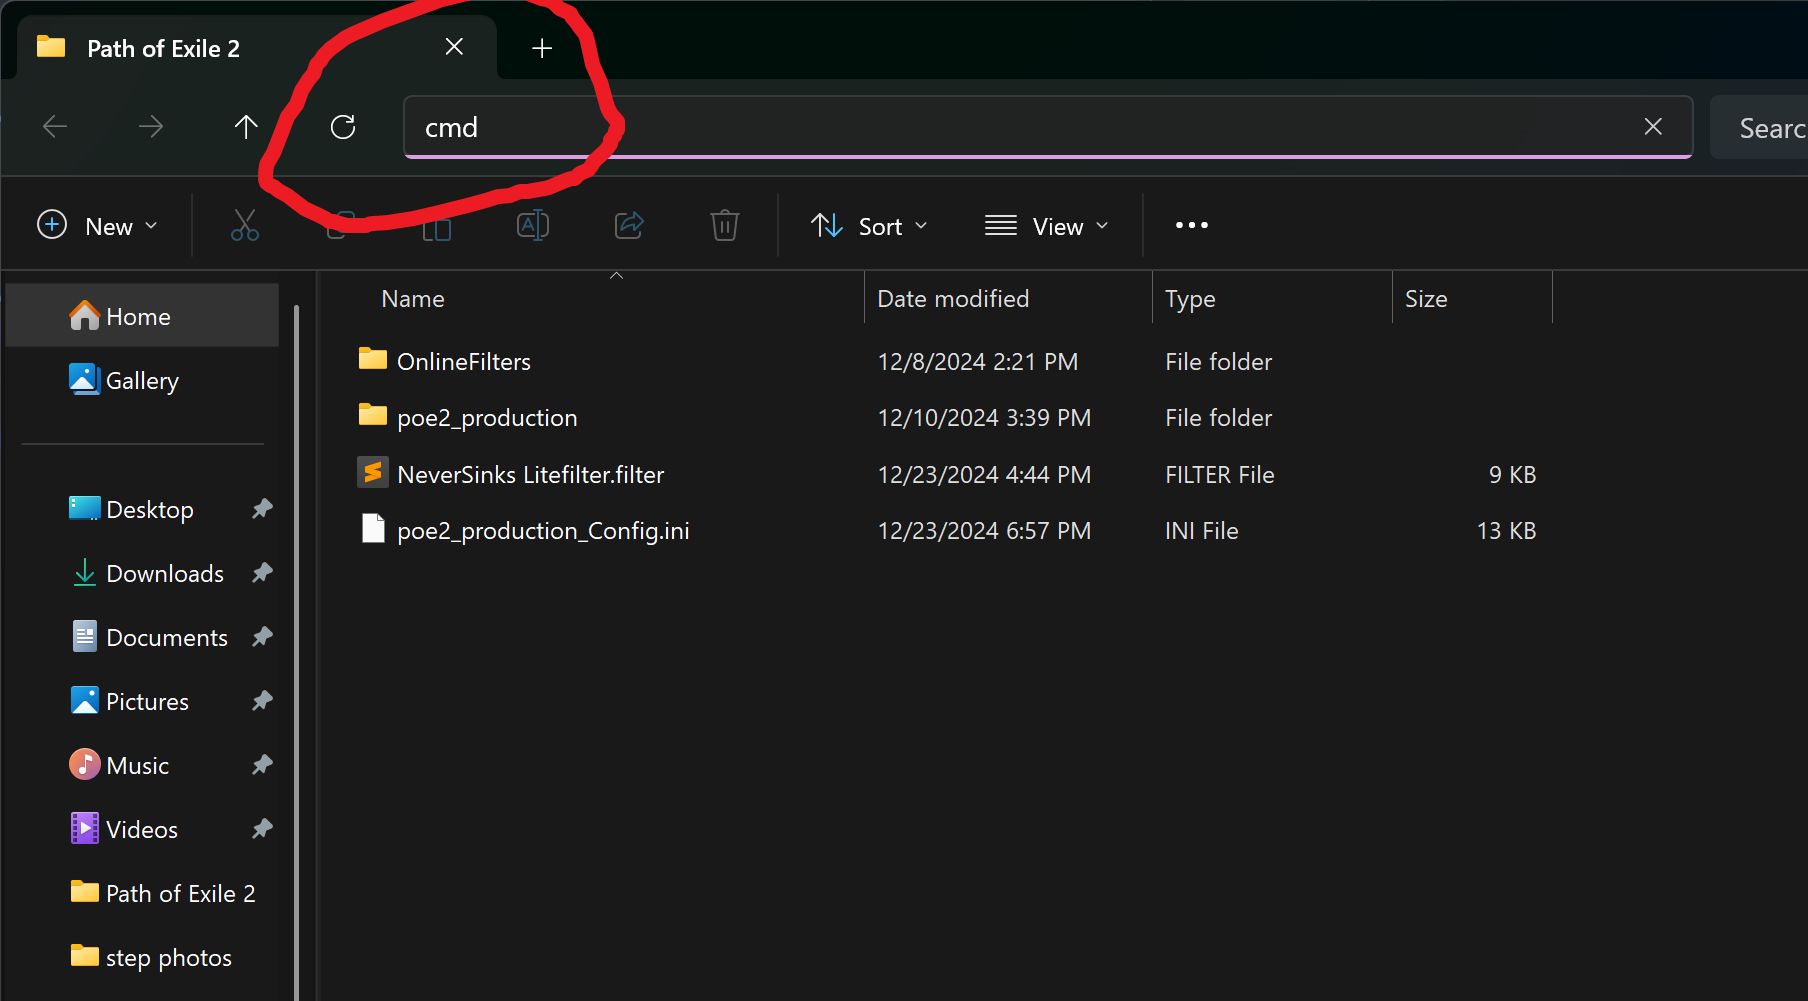 Path of Exile 2
cmd
Searc
New
Sort
View
Name Date modified Type Size
Home
Gallery
Desktop
Downloads
Documents
Pictures
Music
Videos
Path of Exile 2
step photos
OnlineFilters 12/8/2024 2:21 PM File folder
poe2_production 12/10/2024 3:39 PM File folder
NeverSinks Litefilter.filter 12/23/2024 4:44 PM FILTER File 9 KB
poe2_production_Config.ini 12/23/2024 6:57 PM INI File 13 KB